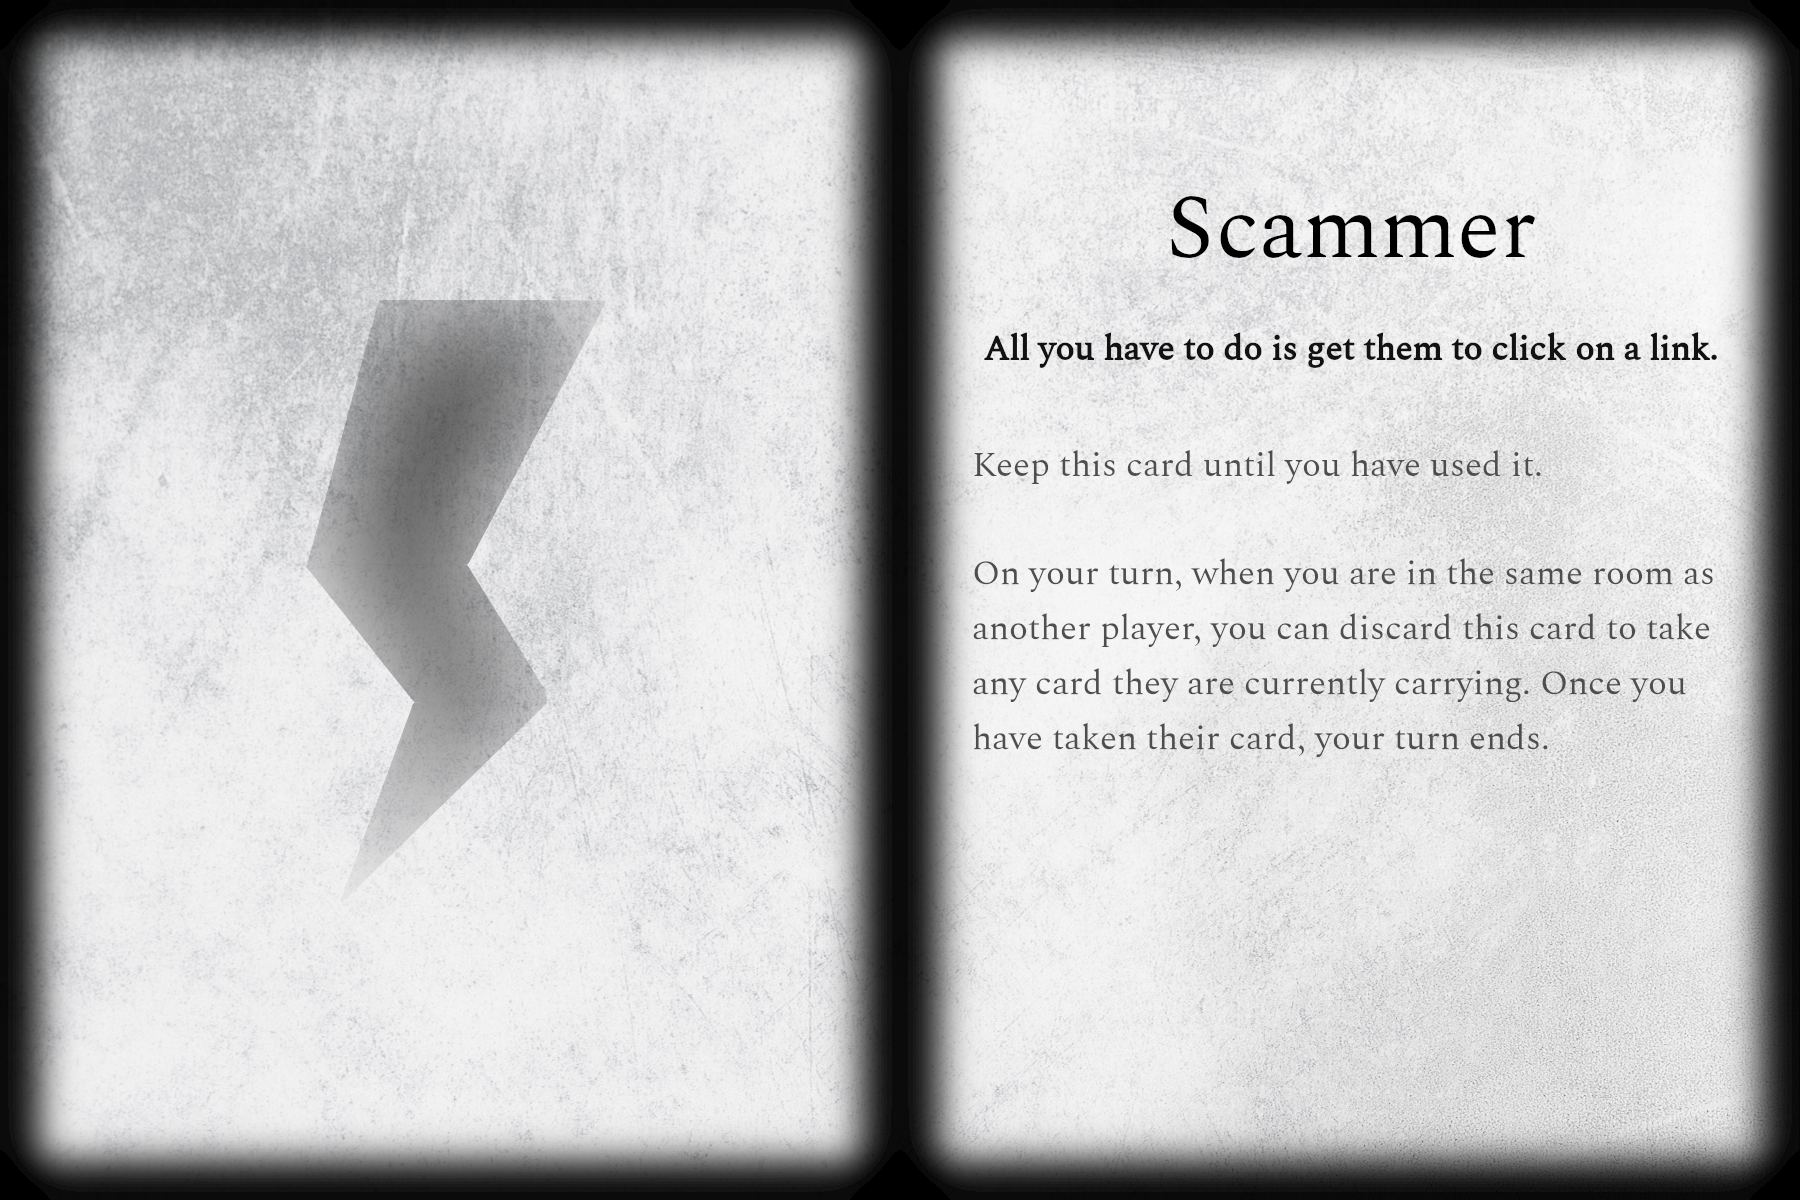 Scammer
All you have to do is get them to click on a link.
Keep this card until you have used it.
On your turn, when you are in the same room as
another player, you can discard this card to take
any card they are currently carrying. Once you
have taken their card, your turn ends.